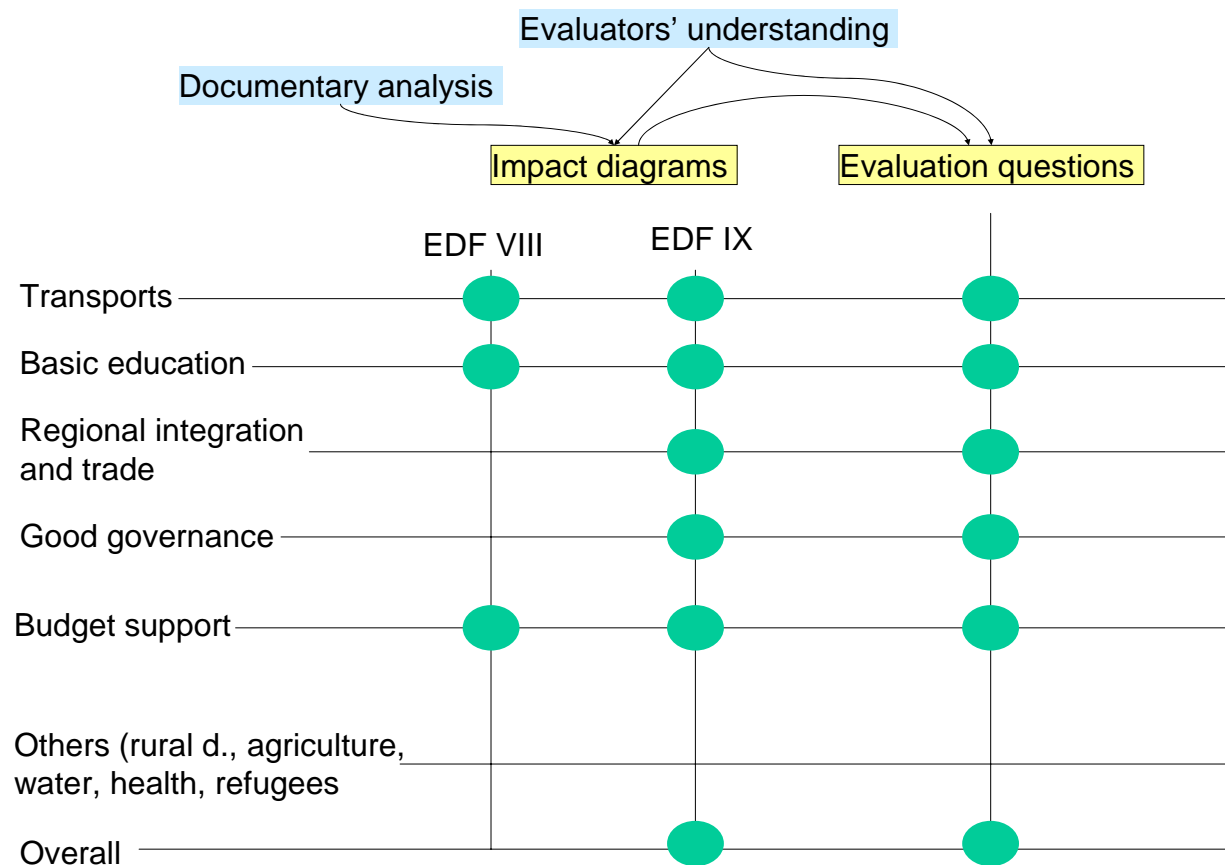 Evaluators’ understanding
Documentary analysis
Impact diagrams
Evaluation questions
EDF VIII
EDF IX
Transports
Basic education
Regional integration
and trade
Good governance
Budget support
Others (rural d., agriculture,
water, health, refugees
Overall